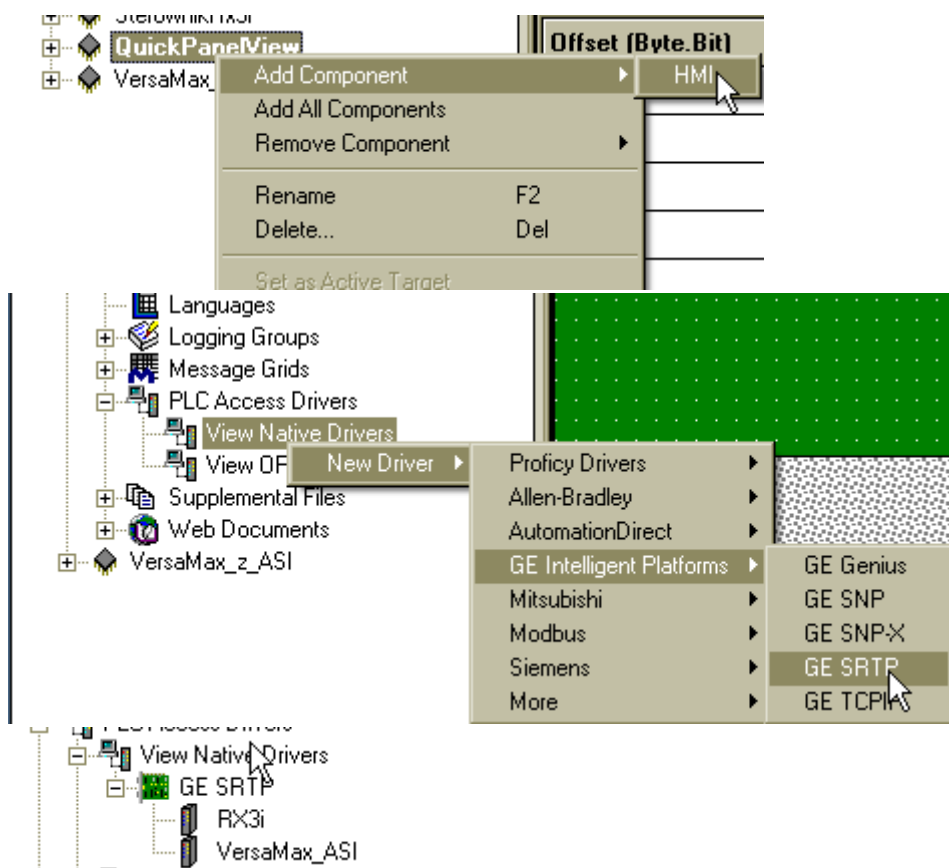 QuickPanelView
Offset (Byte.Bit)
VersaMax_
Add Component
HMI
Add All Components
Remove Component
Rename F2
Delete... Del
Set as Active Target
Languages
Logging Groups
Message Grids
PLC Access Drivers
View Native Drivers
View OF
New Driver
Proficy Drivers
Supplemental Files
Allen-Bradley
Web Documents
AutomationDirect
VersaMax_z_ASI
GE Intelligent Platforms
GE Genius
Mitsubishi
GE SNP
Modbus
GE SNP-X
Siemens
GE SRTP
More
GE TCPIP
View Native Drivers
GE SRTP
RX3i
VersaMax_ASI